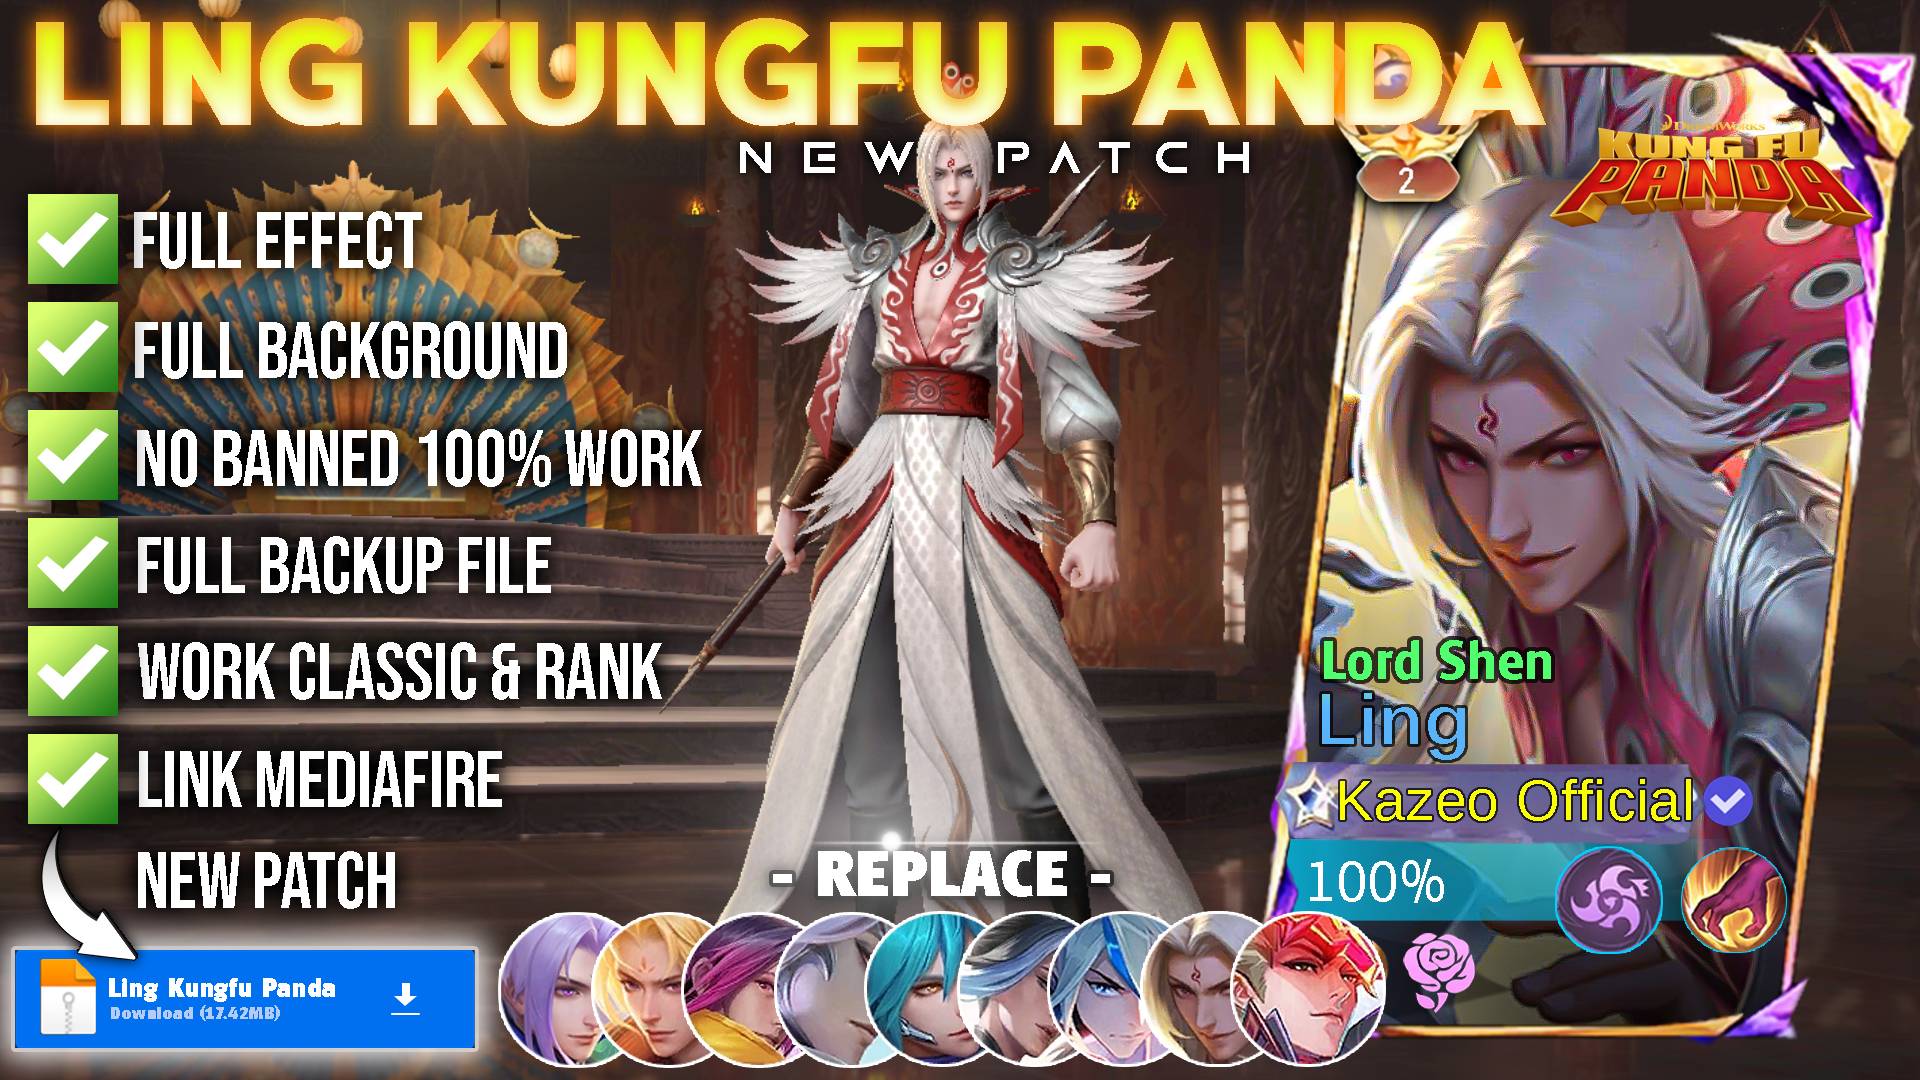 LING KUNGFU PANDA
NEW PATCH
DREAMWORKS
KUNG FU
PANDA
2
FULL EFFECT
FULL BACKGROUND
NO BANNED 100% WORK
FULL BACKUP FILE
WORK CLASSIC & RANK
LINK MEDIAFIRE
NEW PATCH
Ling Kungfu Panda
Download (17.42MB)
- REPLACE -
Lord Shen
Ling
Kazeo Official
100%